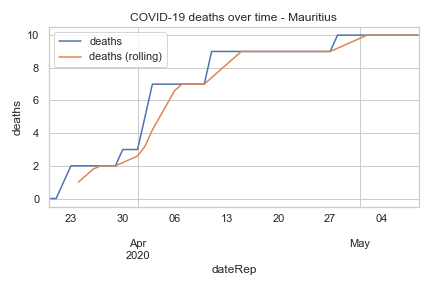 COVID-19 deaths over time - Mauritius
deaths
deaths (rolling)
deaths
10
8
6
4
2
0
23 30 06 13 20 27 04
Apr May
2020
dateRep